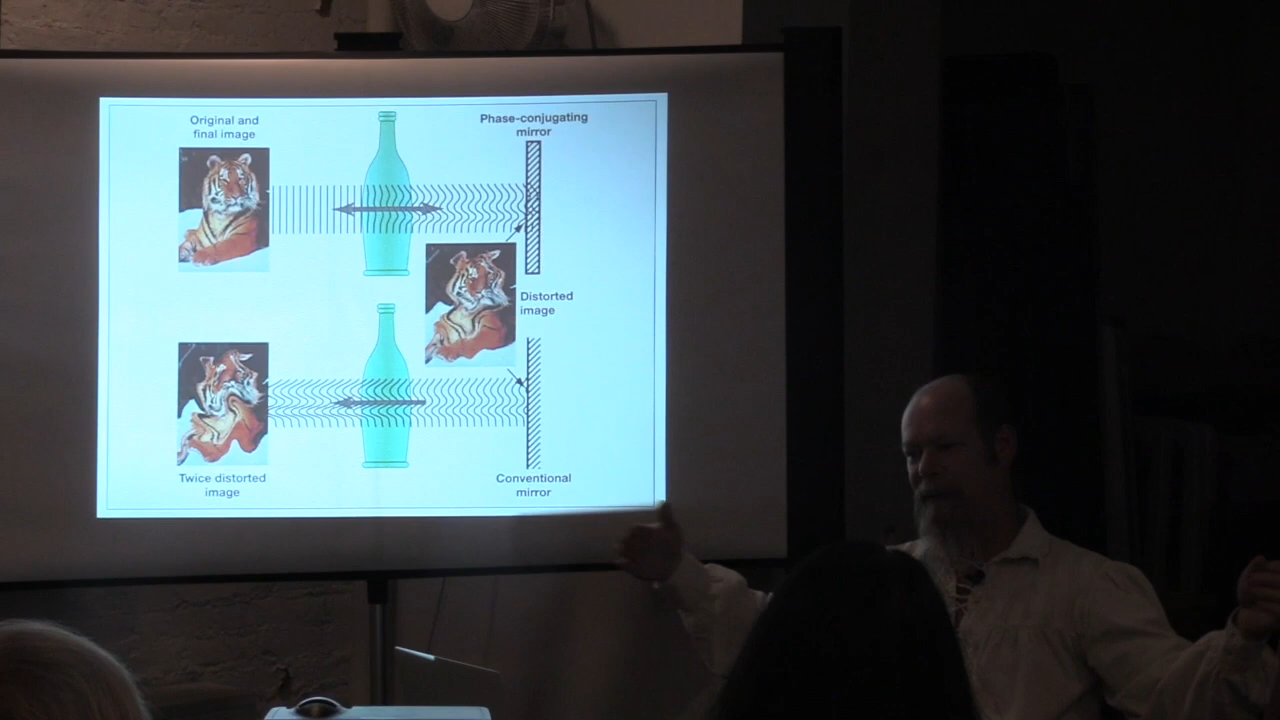 Original and
final image
Phase-conjugating
mirror
Distorted
image
Twice distorted
image
Conventional
mirror